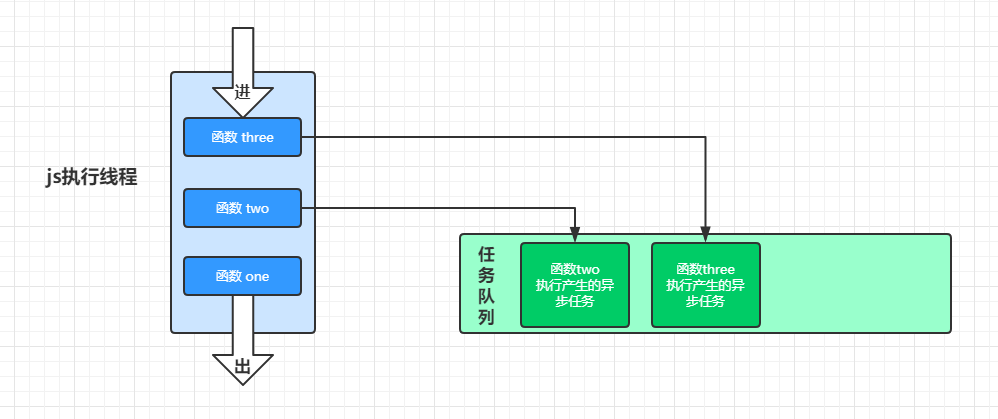 进
函数 three
js执行线程
函数 two
函数 one
出
任
务
队
列
函数two
执行产生的异
步任务
函数three
执行产生的异
步任务